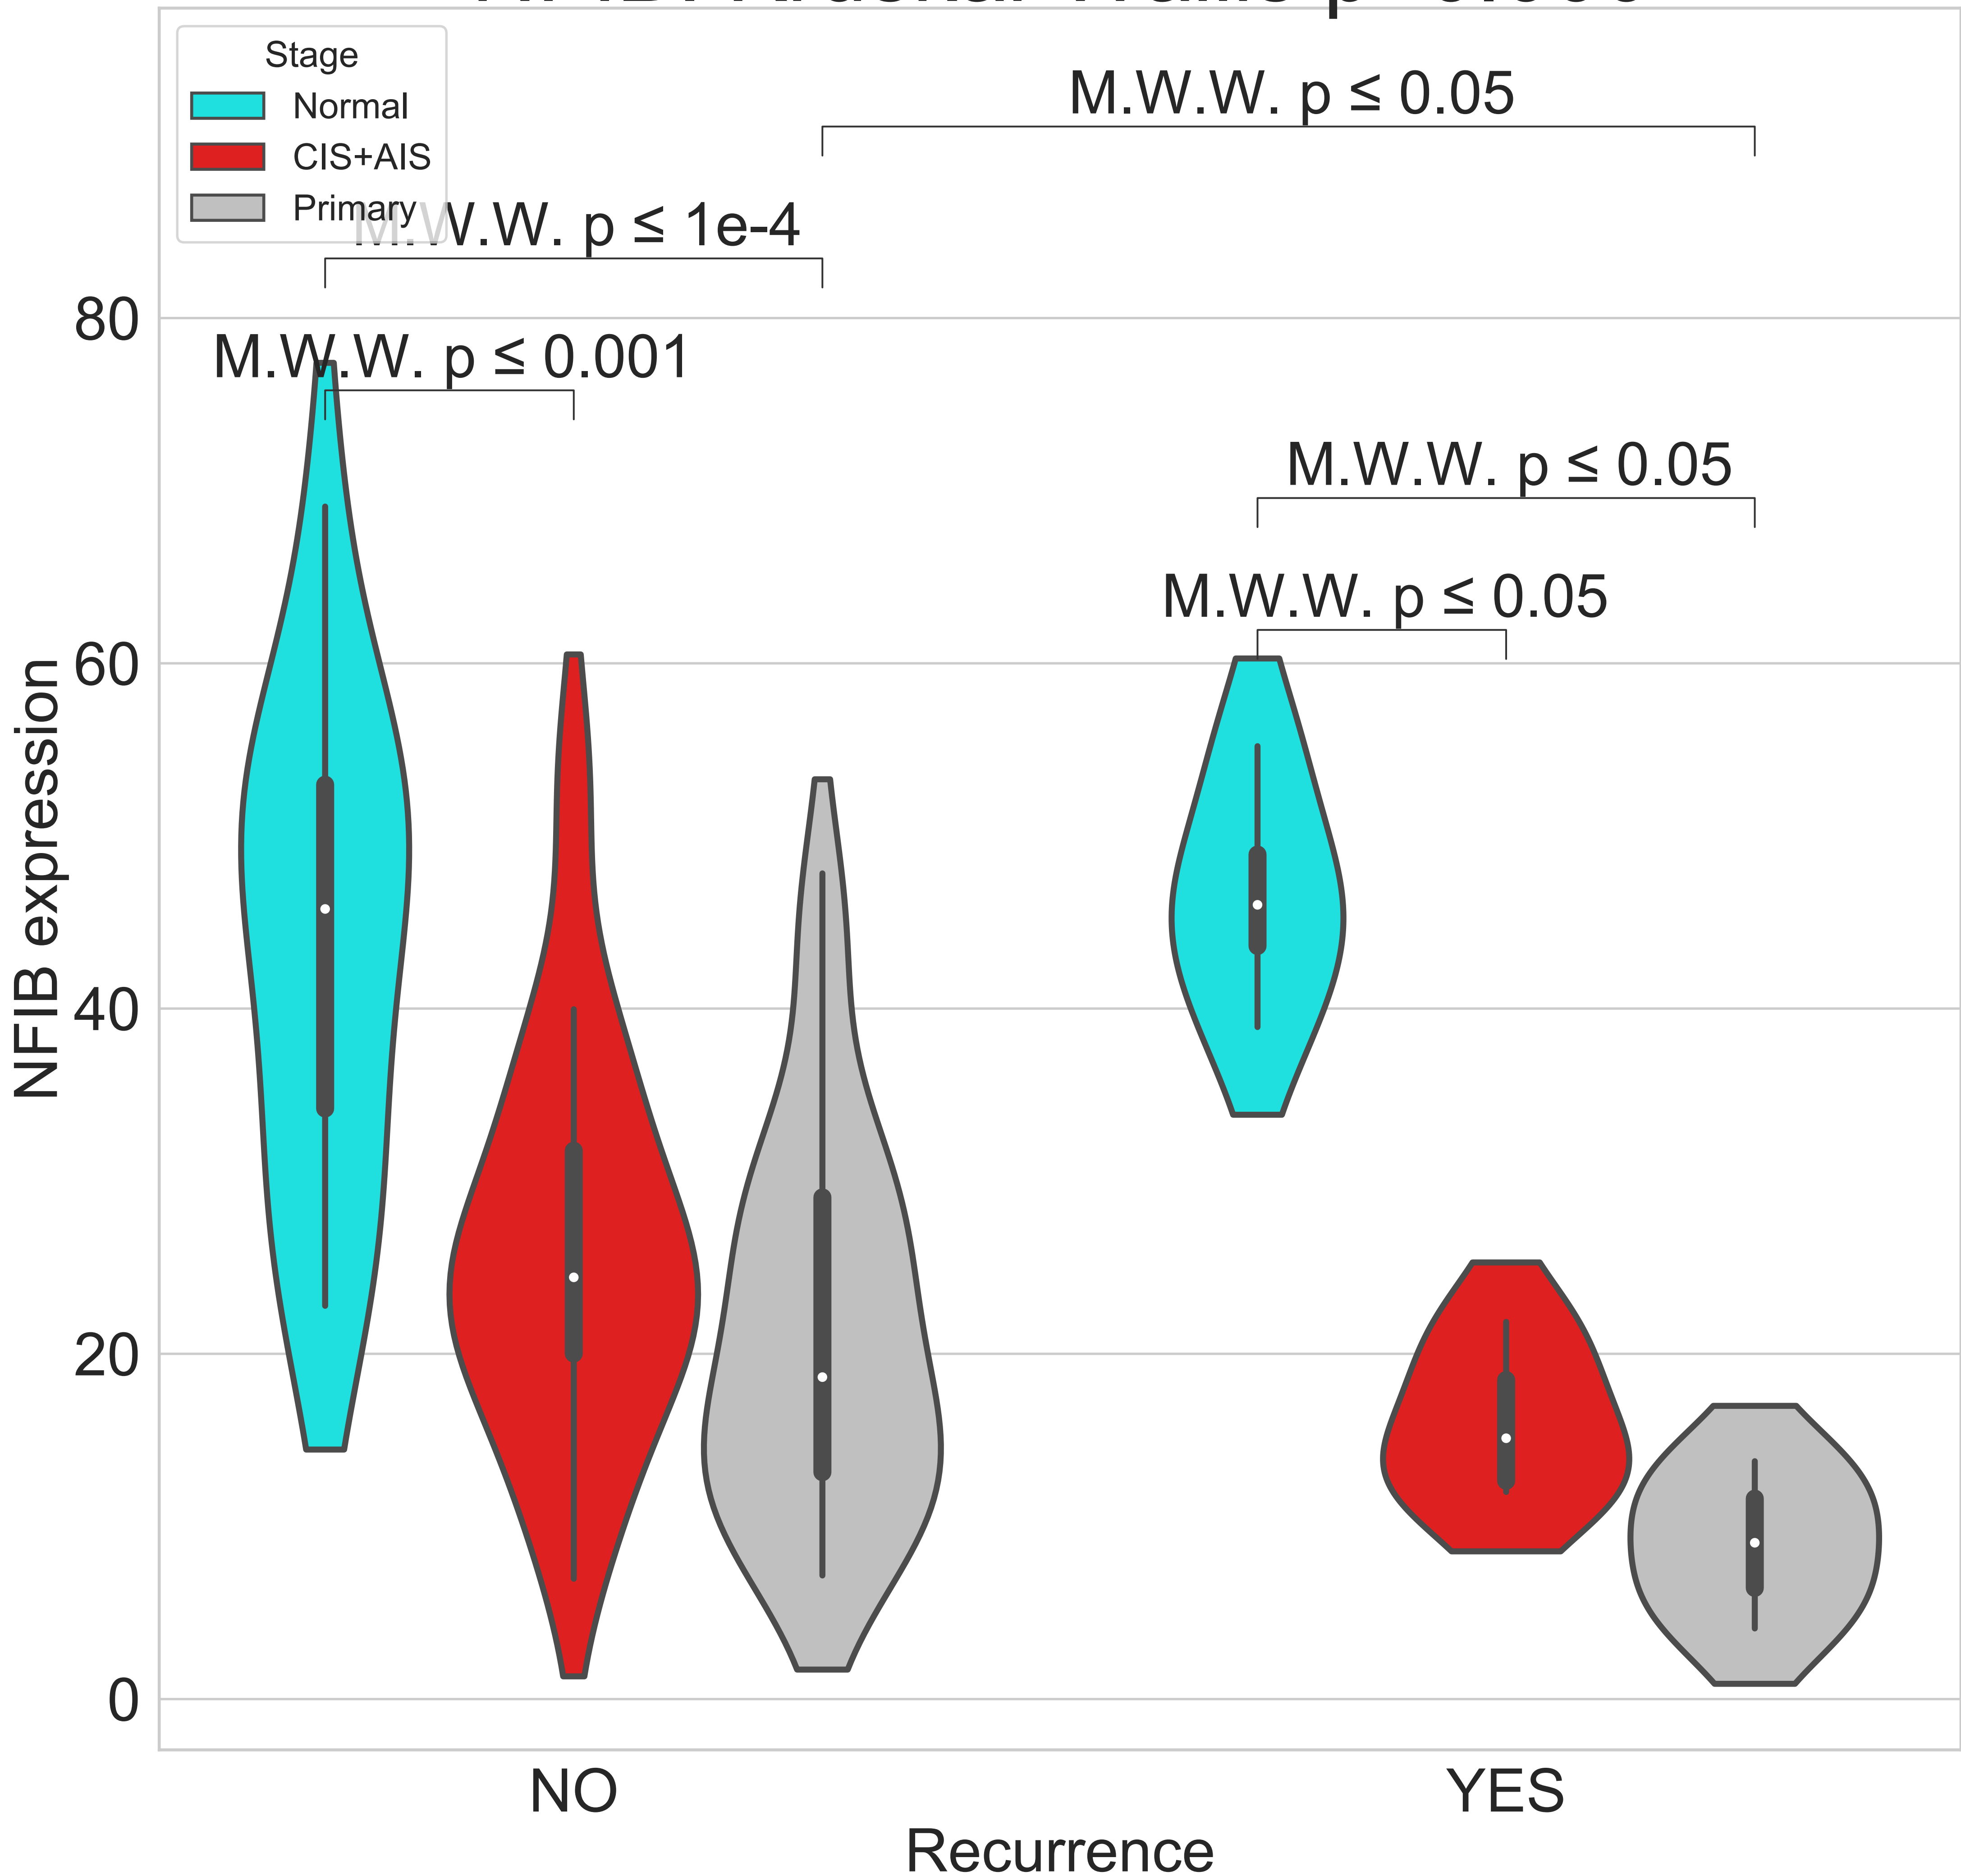 Stage
Normal
CIS+AIS
Primary
M.W.W. p ≤ 0.05
M.W.W. p ≤ 1e-4
M.W.W. p ≤ 0.001
M.W.W. p ≤ 0.05
M.W.W. p ≤ 0.05
NFIB expression
80
60
40
20
0
NO
YES
Recurrence